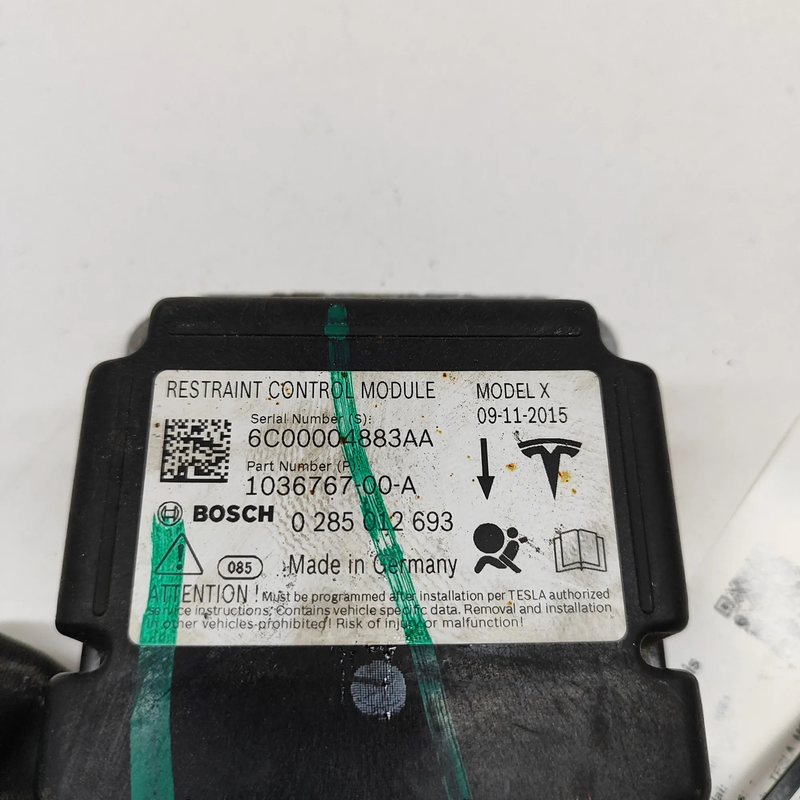 RESTRAINT CONTROL MODULE
MODEL X
Serial Number (S):
09-11-2015
6C00004883AA
Part Number (P
1036767-00-A
BOSCH
0 285 012 693
085
Made in Germany
ATTENTION ! Must be programmed after installation per TESLA authorized
service instructions! Contains vehicle specific data. Removal and installation
in other vehicles prohibited! Risk of injury or malfunction!